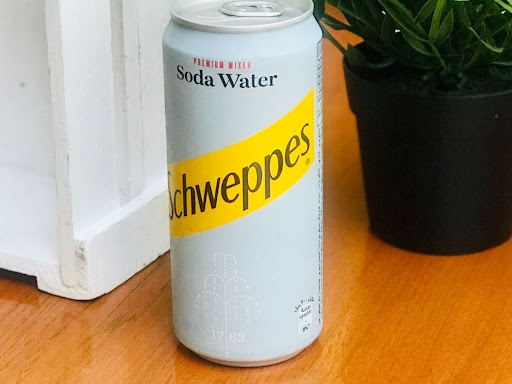 PREMIUM MIXER
Soda Water
Schweppes
1783